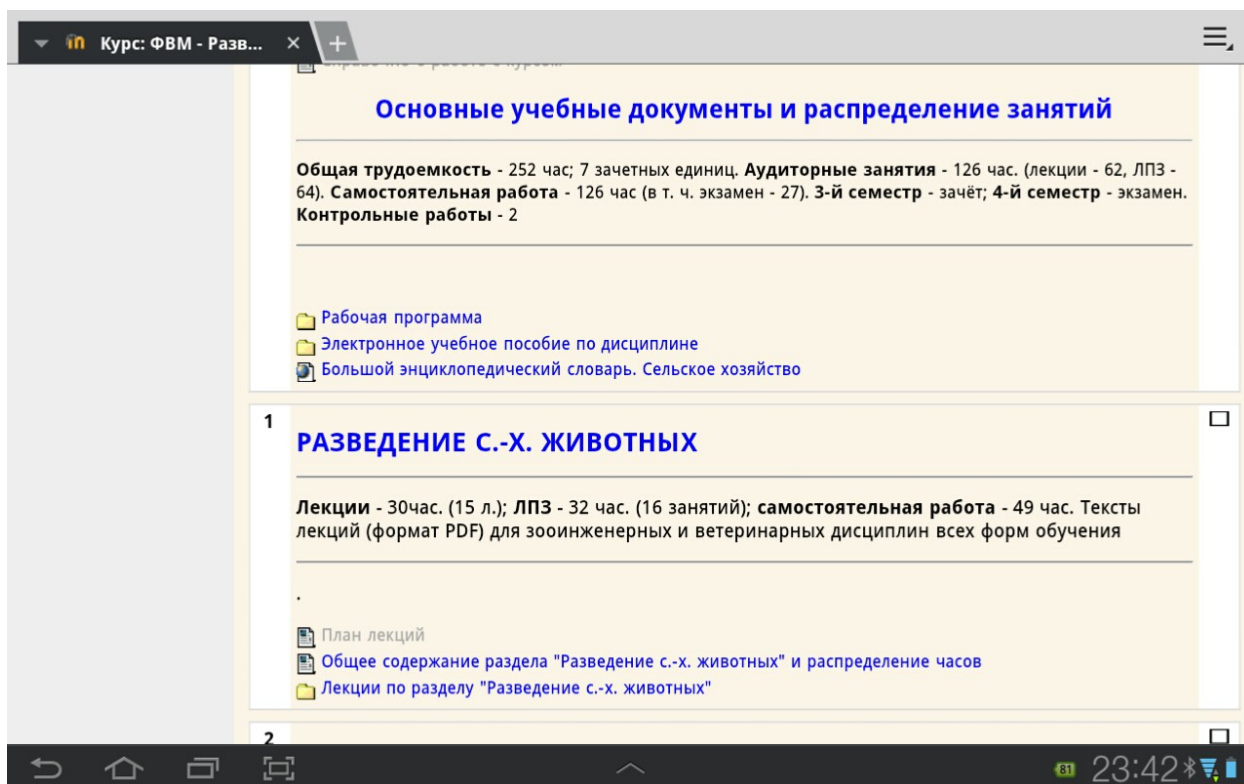 Курс: ФВМ - Разв...
Основные учебные документы и распределение занятий
Общая трудоемкость - 252 час; 7 зачетных единиц. Аудиторные занятия - 126 час. (лекции - 62, ЛПЗ -
64). Самостоятельная работа - 126 час (в т. ч. экзамен - 27). 3-й семестр - зачёт; 4-й семестр - экзамен.
Контрольные работы - 2
Рабочая программа
Электронное учебное пособие по дисциплине
Большой энциклопедический словарь. Сельское хозяйство
1
РАЗВЕДЕНИЕ С.-Х. ЖИВОТНЫХ
Лекции - 30час. (15 л.); ЛПЗ - 32 час. (16 занятий); самостоятельная работа - 49 час. Тексты
лекций (формат PDF) для зооинженерных и ветеринарных дисциплин всех форм обучения
.
План лекций
Общее содержание раздела "Разведение с.-х. животных" и распределение часов
Лекции по разделу "Разведение с.-х. животных"
2
81 23:42